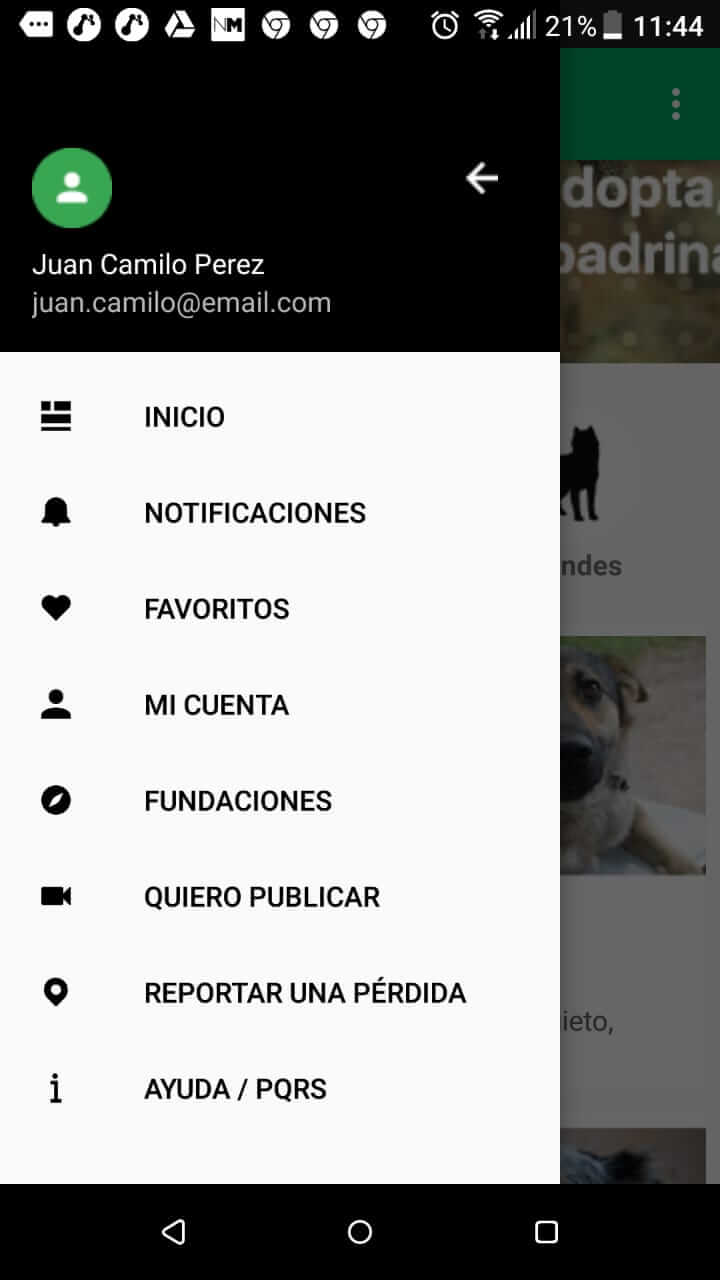 NM
21%
11:44
dopta,
Juan Camilo Perez
juan.camilo@email.com
INICIO
NOTIFICACIONES
ndes
FAVORITOS
MI CUENTA
FUNDACIONES
QUIERO PUBLICAR
REPORTAR UNA PÉRDIDA
ieto,
AYUDA / PQRS